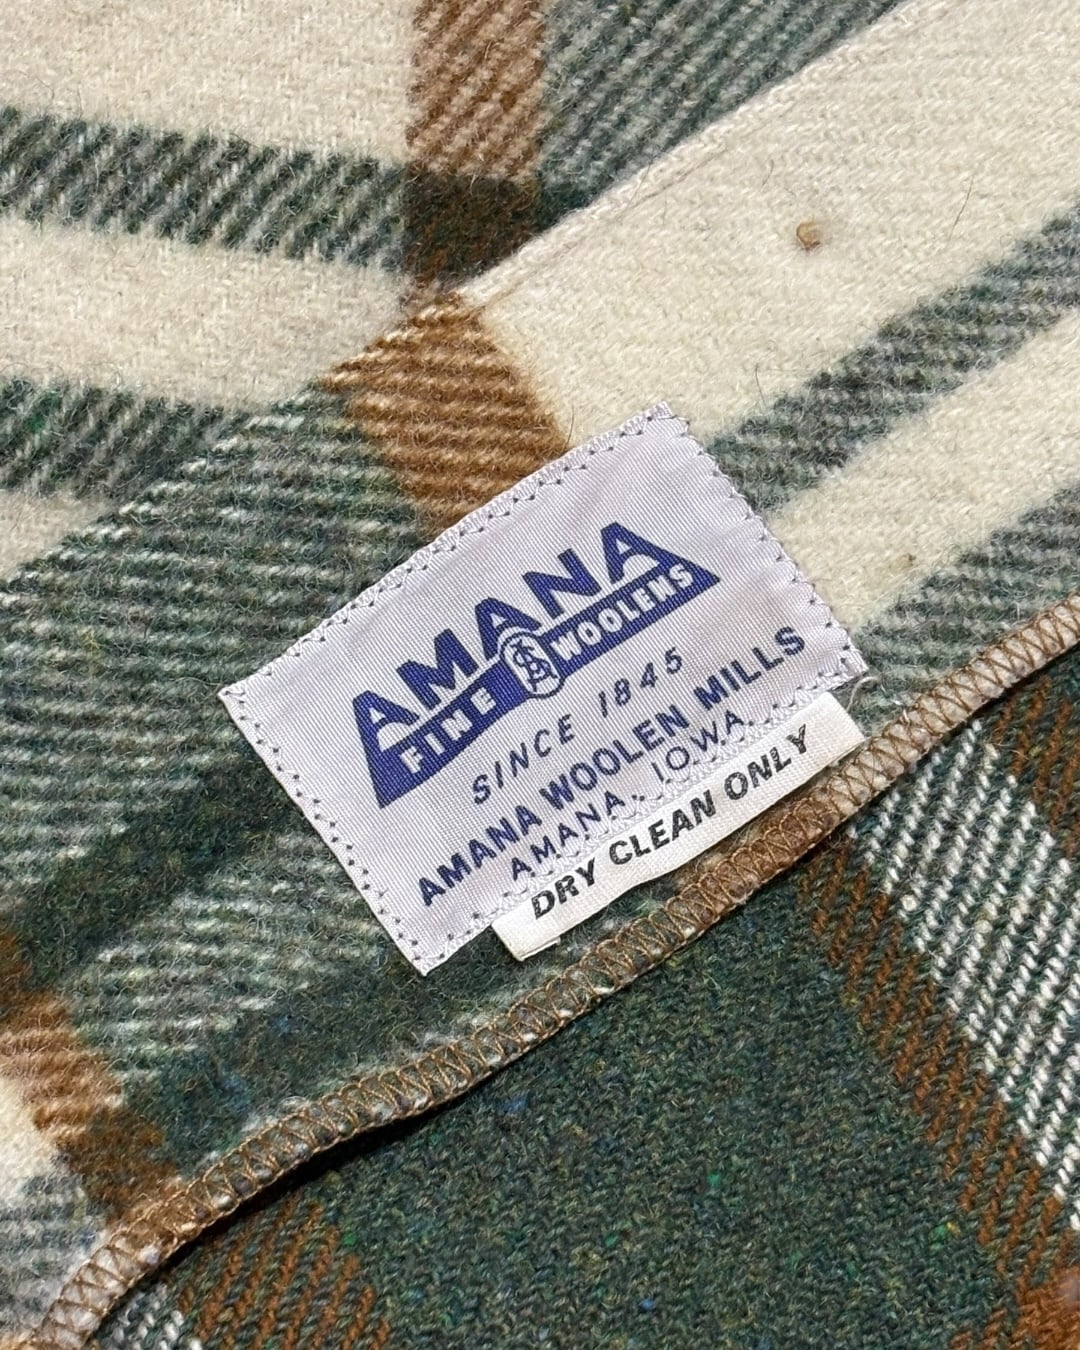 AMANA
FINE WOOLENS
SINCE 1845
AMANA WOOLEN MILLS
AMANA, IOWA
DRY CLEAN ONLY